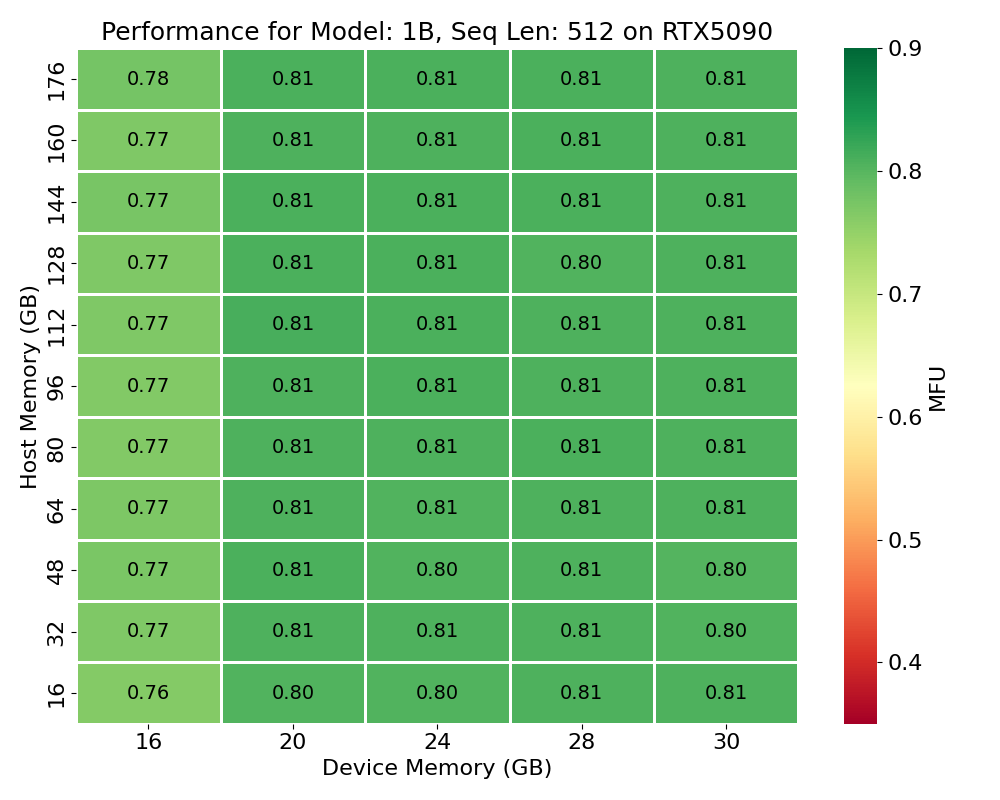 Performance for Model: 1B, Seq Len: 512 on RTX5090
Host Memory (GB)
176 0.78 0.81 0.81 0.81 0.81
160 0.77 0.81 0.81 0.81 0.81
144 0.77 0.81 0.81 0.81 0.81
128 0.77 0.81 0.81 0.80 0.81
112 0.77 0.81 0.81 0.81 0.81
96 0.77 0.81 0.81 0.81 0.81
80 0.77 0.81 0.81 0.81 0.81
64 0.77 0.81 0.81 0.81 0.81
48 0.77 0.81 0.80 0.81 0.80
32 0.77 0.81 0.81 0.81 0.80
16 0.76 0.80 0.80 0.81 0.81
16 20 24 28 30
Device Memory (GB)
0.9
0.8
0.7
0.6
0.5
0.4
MFU